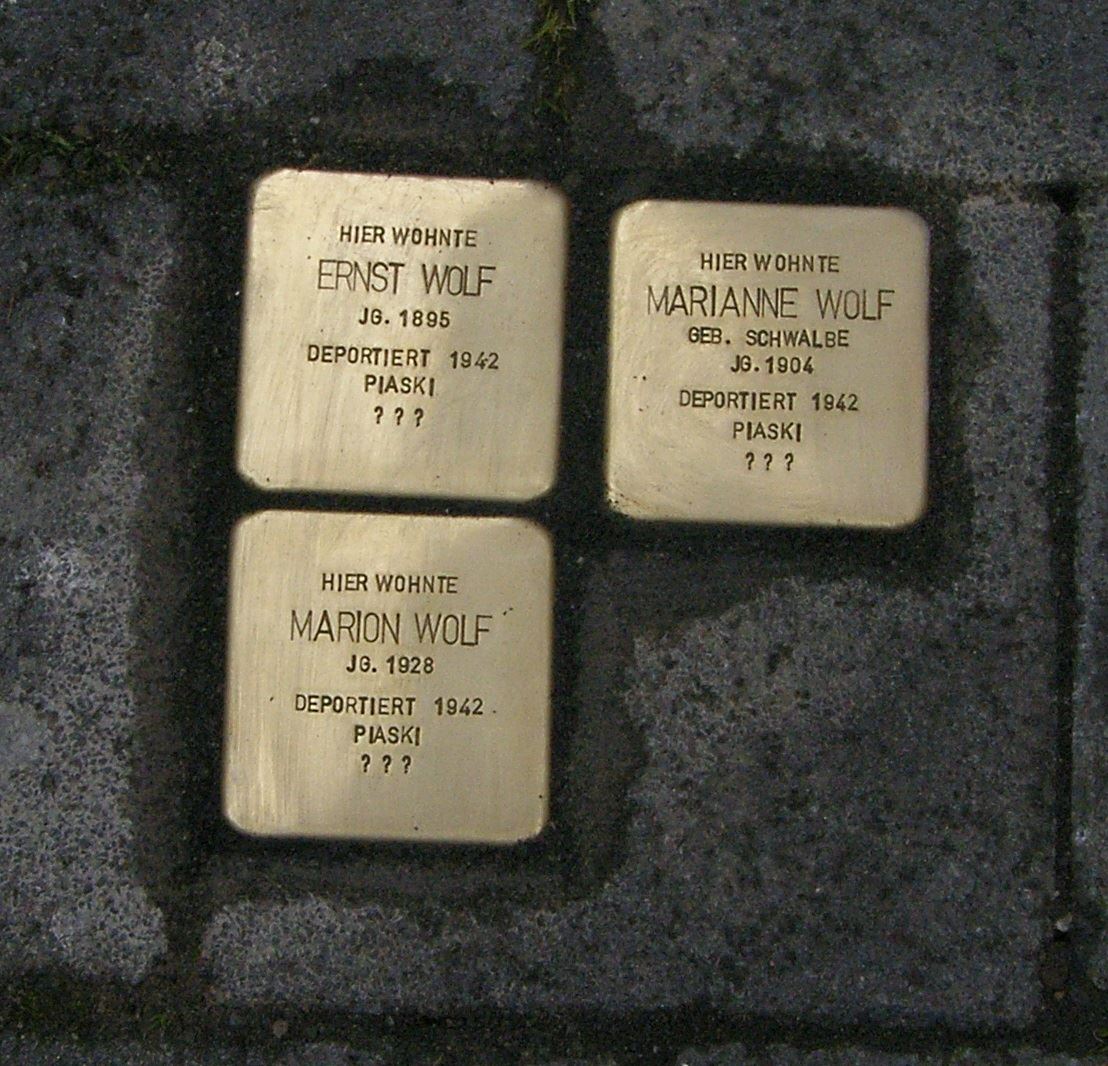 HIER WOHNTE
ERNST WOLF
JG. 1895
DEPORTIERT 1942
PIASKI
? ? ?
HIER WOHNTE
MARIANNE WOLF
GEB. SCHWALBE
JG. 1904
DEPORTIERT 1942
PIASKI
? ? ?
HIER WOHNTE
MARION WOLF
JG. 1928
DEPORTIERT 1942
PIASKI
? ? ?